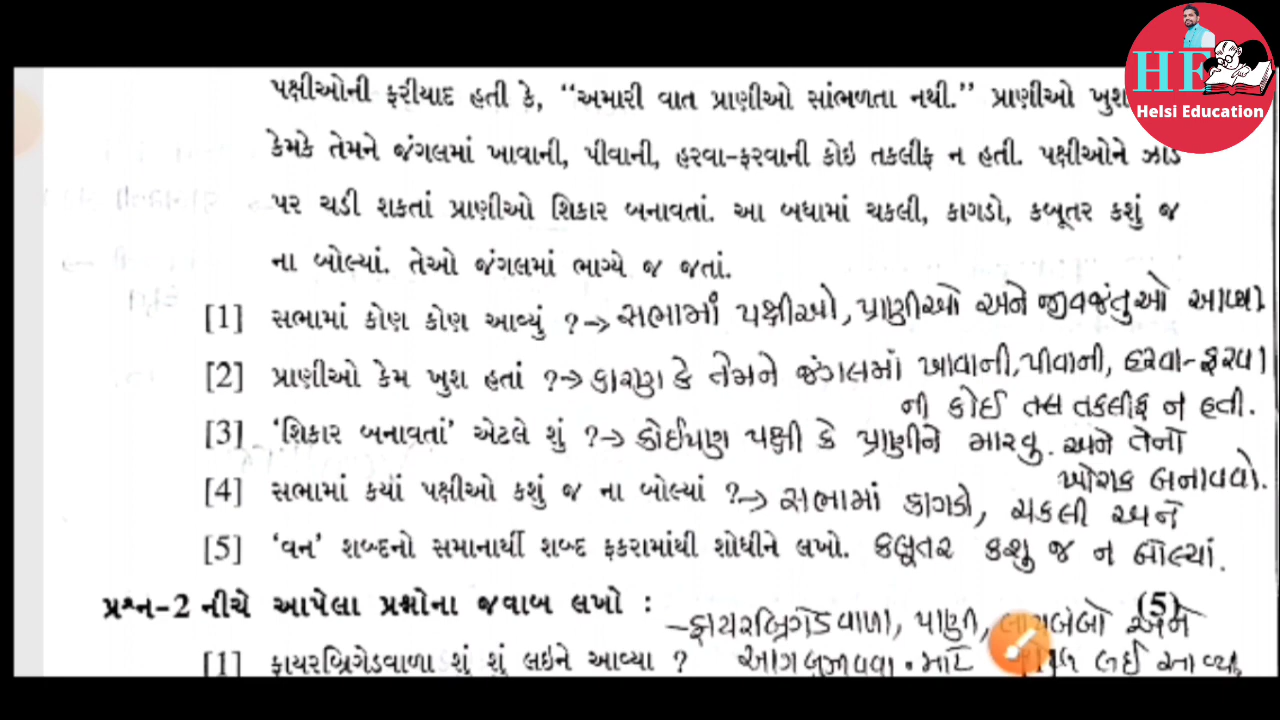 HE
Helsi Education
પક્ષીઓની ફરીયાદ હતી કે, “અમારી વાત પ્રાણીઓ સાંભળતા નથી.” પ્રાણીઓ ખુશ
કેમકે તેમને જંગલમાં ખાવાની, પીવાની, હરવા-ફરવાની કોઇ તકલીફ ન હતી. પક્ષીઓને ઝાડ
પર ચડી શકતાં પ્રાણીઓ શિકાર બનાવતાં. આ બધામાં ચકલી, કાગડો, કબૂતર કશું જ
ના બોલ્યાં. તેઓ જંગલમાં ભાગ્યે જ જતાં.
[1] સભામાં કોણ કોણ આવ્યું ? → સભામાં પક્ષીઓ, પ્રાણીઓ અને જીવજંતુઓ આવ્યા.
[2] પ્રાણીઓ કેમ ખુશ હતાં ? → કારણ કે તેમને જંગલમાં ખાવાની, પીવાની, હરવા-ફરવા
ની કોઈ તકલીફ ન હતી.
[3] ‘શિકાર બનાવતાં’ એટલે શું ? → કોઈપણ પક્ષી કે પ્રાણીને મારવુ. અને તેનો
ખોરાક બનાવવો.
[4] સભામાં કયાં પક્ષીઓ કશું જ ના બોલ્યાં ? → સભામાં કાગડો, ચકલી અને
[5] ‘વન’ શબ્દનો સમાનાર્થી શબ્દ ફકરામાંથી શોધીને લખો. કબૂતર કશુ જ ન બોલ્યાં.
પ્રશ્ન-2 નીચે આપેલા પ્રશ્નોના જવાબ લખો : (5)
– ફાયરબ્રિગેડવાળા, પાણી, લાયબંબો અને
[1] ફાયરબ્રિગેડવાળા શું શું લઇને આવ્યા ? આગ બુઝાવવા માટે લઈ આવ્યા